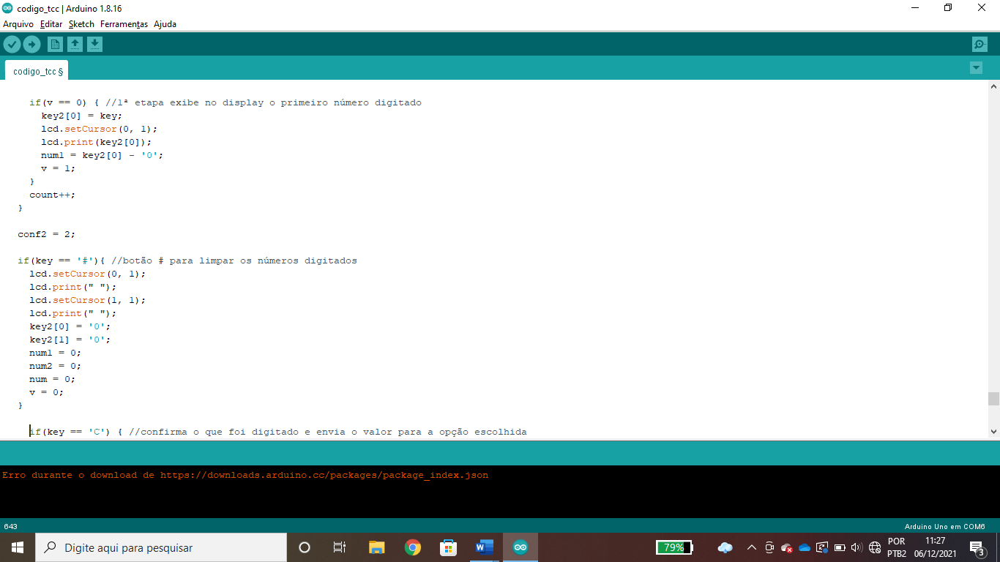 codigo_tcc | Arduino 1.8.16
Arquivo Editar Sketch Ferramentas Ajuda
codigo_tcc §
if(v == 0) { //1ª etapa exibe no display o primeiro número digitado
key2[0] = key;
lcd.setCursor(0, 1);
lcd.print(key2[0]);
num1 = key2[0] - '0';
v = 1;
}
count++;
}
conf2 = 2;
if(key == '#'){ //botão # para limpar os números digitados
lcd.setCursor(0, 1);
lcd.print(" ");
lcd.setCursor(1, 1);
lcd.print(" ");
key2[0] = '0';
key2[1] = '0';
num1 = 0;
num2 = 0;
num = 0;
v = 0;
}
if(key == 'C') { //confirma o que foi digitado e envia o valor para a opção escolhida
Erro durante o download de https://downloads.arduino.cc/packages/package_index.json
643
Arduino Uno em COM6
Digite aqui para pesquisar
79%
POR
PTB2
11:27
06/12/2021
3